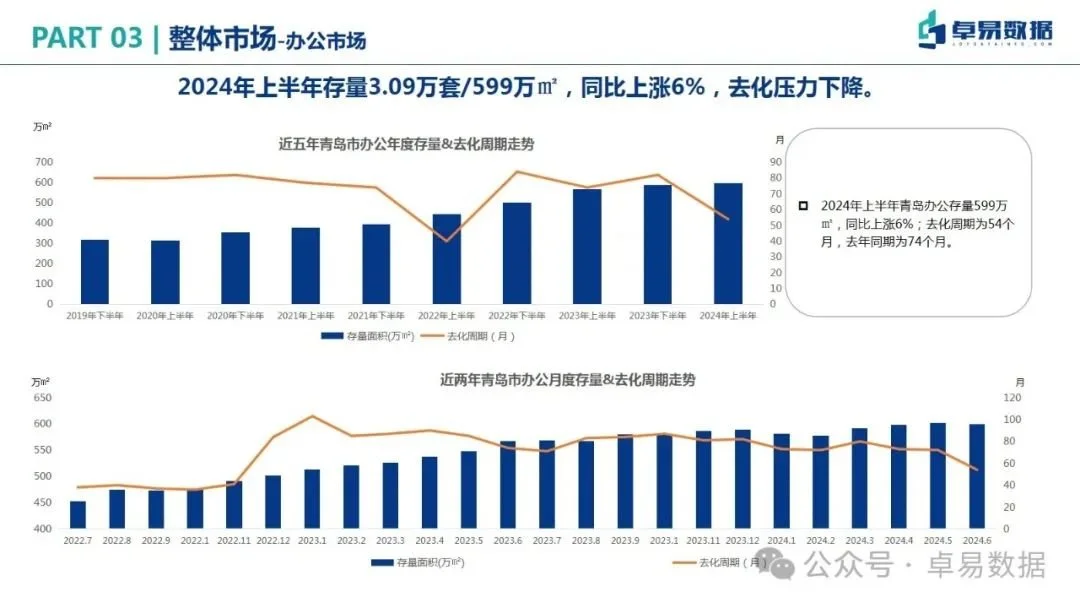 PART 03 | 整体市场-办公市场
卓易数据
2024年上半年存量3.09万套/599万㎡，同比上涨6%，去化压力下降。
万㎡
近五年青岛市办公年度存量&去化周期走势
月
700
600
500
400
300
200
100
0
90
80
70
60
50
40
30
20
10
0
2019年下半年 2020年上半年 2020年下半年 2021年上半年 2021年下半年 2022年上半年 2022年下半年 2023年上半年 2023年下半年 2024年上半年
存量面积(万㎡) 去化周期（月）
2024年上半年青岛办公存量599万
㎡，同比上涨6%；去化周期为54个
月，去年同期为74个月。
万㎡
近两年青岛市办公月度存量&去化周期走势
月
650
600
550
500
450
400
120
100
80
60
40
20
0
2022.7 2022.8 2022.9 2022.1 2022.11 2022.12 2023.1 2023.2 2023.3 2023.4 2023.5 2023.6 2023.7 2023.8 2023.9 2023.1 2023.11 2023.12 2024.1 2024.2 2024.3 2024.4 2024.5 2024.6
存量面积(万㎡) 去化周期（月）
公众号 · 卓易数据